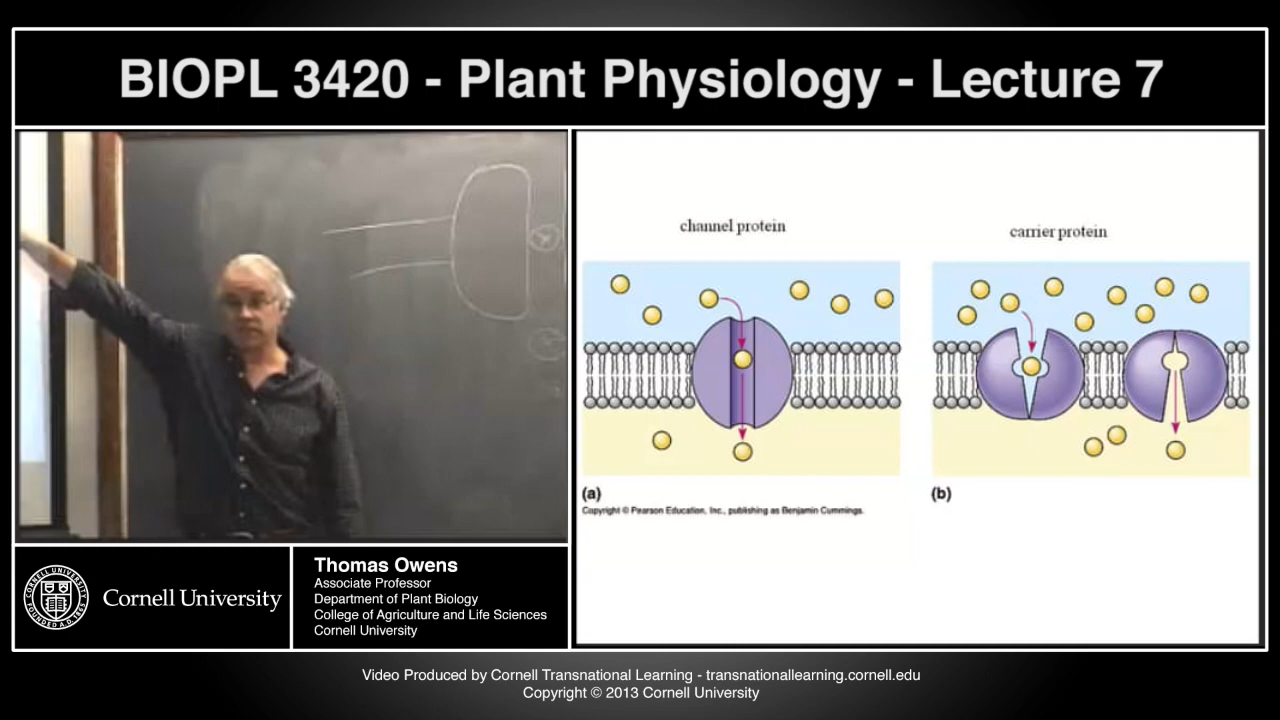 BIOPL 3420 - Plant Physiology - Lecture 7
channel protein
carrier protein
(a)
(b)
Copyright © Pearson Education, Inc., publishing as Benjamin Cummings.
Cornell University
Thomas Owens
Associate Professor
Department of Plant Biology
College of Agriculture and Life Sciences
Cornell University
Video Produced by Cornell Transnational Learning - transnationallearning.cornell.edu
Copyright © 2013 Cornell University